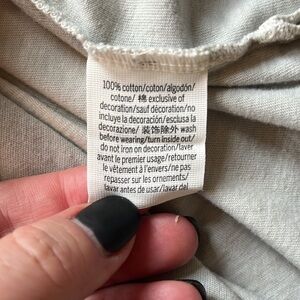 100% cotton/coton/algodón/
cotone/ 棉 exclusive of
decoration/sauf décoration/no
incluye la decoración/esclusa la
decorazione/ 装饰除外 wash
before wearing/turn inside out/
do not iron on decoration/laver
avant le premier usage/retourner
le vêtement à l'envers/ne pas
repasser sur les ornements/
lavar antes de usar/lavar del